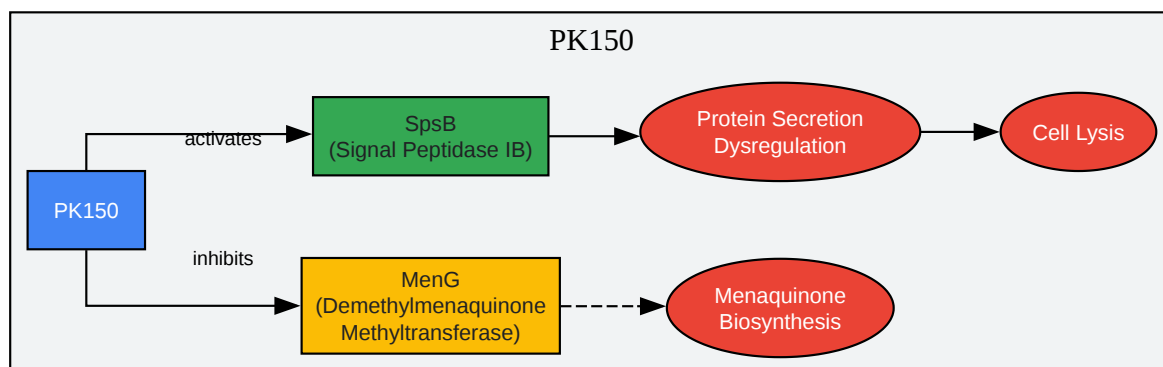 PK150
activates
SpsB
(Signal Peptidase IB)
Protein Secretion
Dysregulation
Cell Lysis
PK150
inhibits
MenG
(Demethylmenaquinone
Methyltransferase)
Menaquinone
Biosynthesis